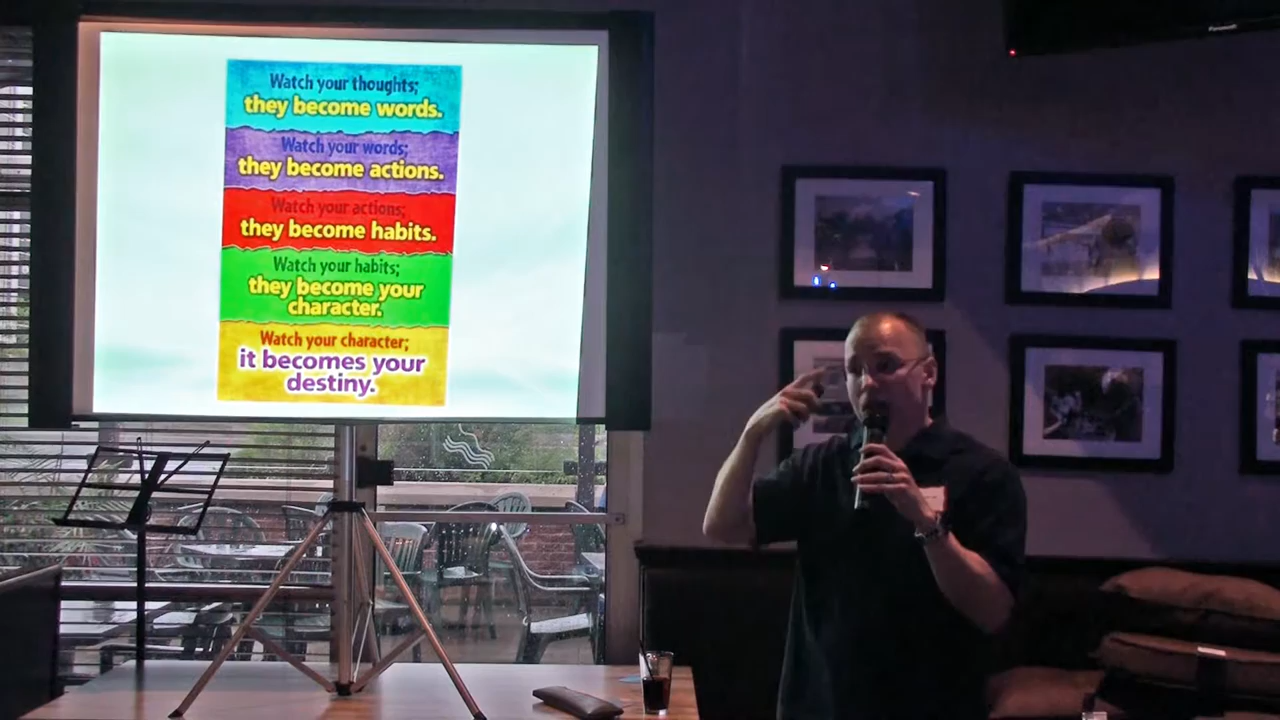 Watch your thoughts;
they become words.
Watch your words;
they become actions.
Watch your actions;
they become habits.
Watch your habits;
they become your
character.
Watch your character;
it becomes your
destiny.
Panasonic